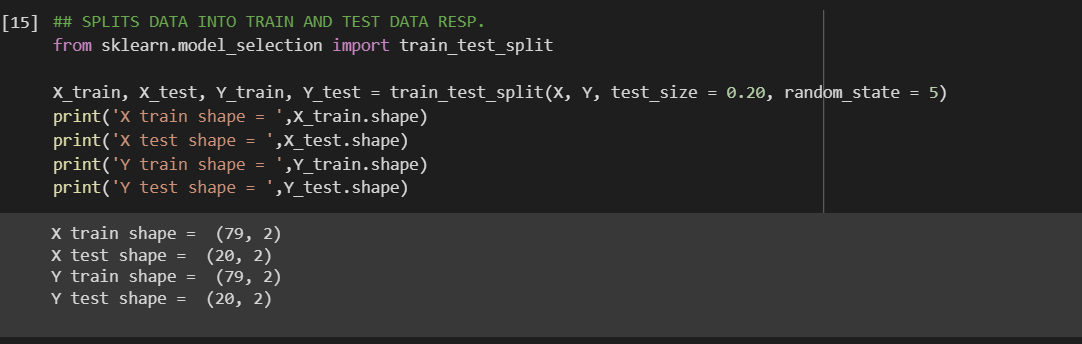 [15] ## SPLITS DATA INTO TRAIN AND TEST DATA RESP.
from sklearn.model_selection import train_test_split
X_train, X_test, Y_train, Y_test = train_test_split(X, Y, test_size = 0.20, random_state = 5)
print('X train shape = ',X_train.shape)
print('X test shape = ',X_test.shape)
print('Y train shape = ',Y_train.shape)
print('Y test shape = ',Y_test.shape)
X train shape =  (79, 2)
X test shape =  (20, 2)
Y train shape =  (79, 2)
Y test shape =  (20, 2)